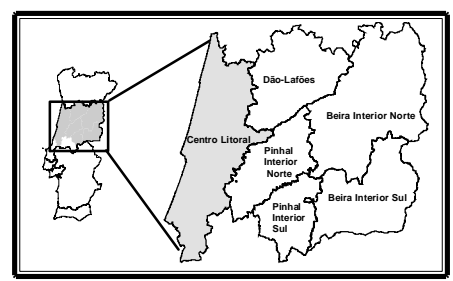 Dão-Lafões
Beira Interior Norte
Centro Litoral
Pinhal
Interior
Norte
Beira Interior Sul
Pinhal
Interior
Sul